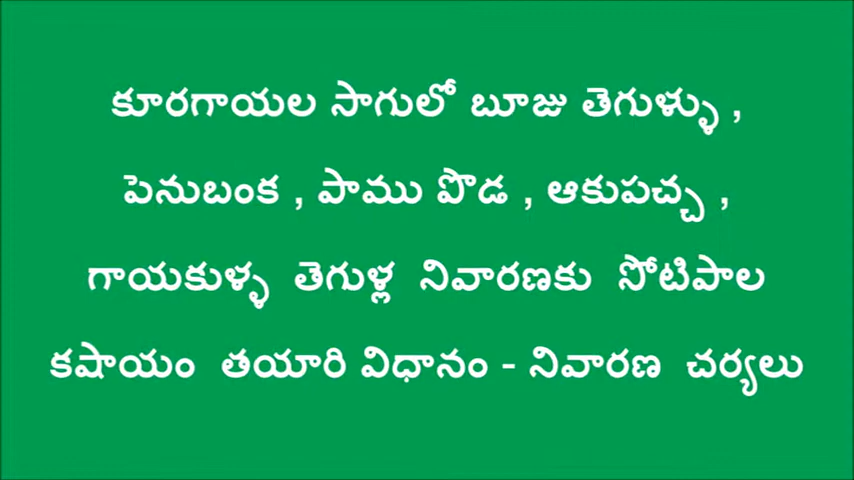 కూరగాయల సాగులో బూజు తెగుళ్ళు ,
పెనుబంక , పాము పొడ , ఆకుపచ్చ ,
గాయకుళ్ళ తెగుళ్ల నివారణకు సోటిపాల
కషాయం తయారి విధానం - నివారణ చర్యలు